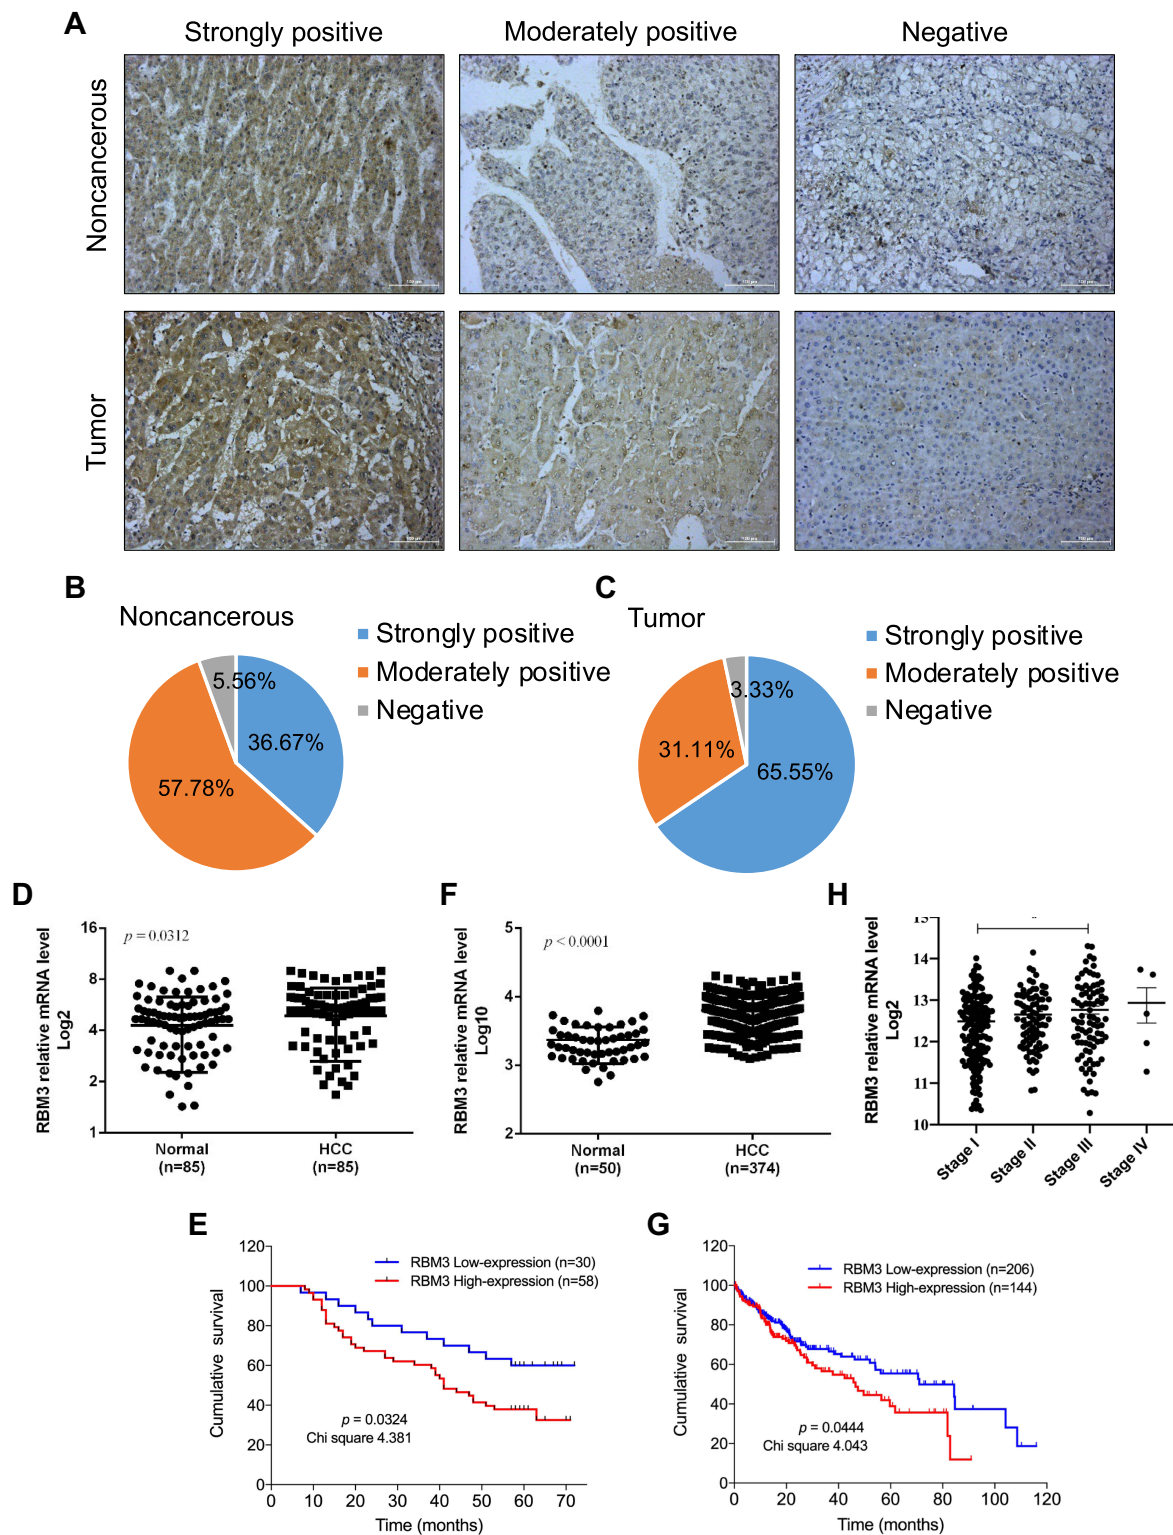 A
Strongly positive
Moderately positive
Negative
Noncancerous
Tumor
B
Noncancerous
Strongly positive
Moderately positive
Negative
5.56%
36.67%
57.78%
C
Tumor
Strongly positive
Moderately positive
Negative
3.33%
31.11%
65.55%
D
RBM3 relative mRNA level
Log2
16
8
4
2
1
p = 0.0312
Normal
(n=85)
HCC
(n=85)
F
RBM3 relative mRNA level
Log10
5
4
3
2
p < 0.0001
Normal
(n=50)
HCC
(n=374)
H
RBM3 relative mRNA level
Log2
13
12
11
10
Stage I
Stage II
Stage III
Stage IV
E
Cumulative survival
120
100
80
60
40
20
0
RBM3 Low-expression (n=30)
RBM3 High-expression (n=58)
p = 0.0324
Chi square 4.381
0 10 20 30 40 50 60 70
Time (months)
G
Cumulative survival
120
100
80
60
40
20
0
RBM3 Low-expression (n=206)
RBM3 High-expression (n=144)
p = 0.0444
Chi square 4.043
0 20 40 60 80 100 120
Time (months)